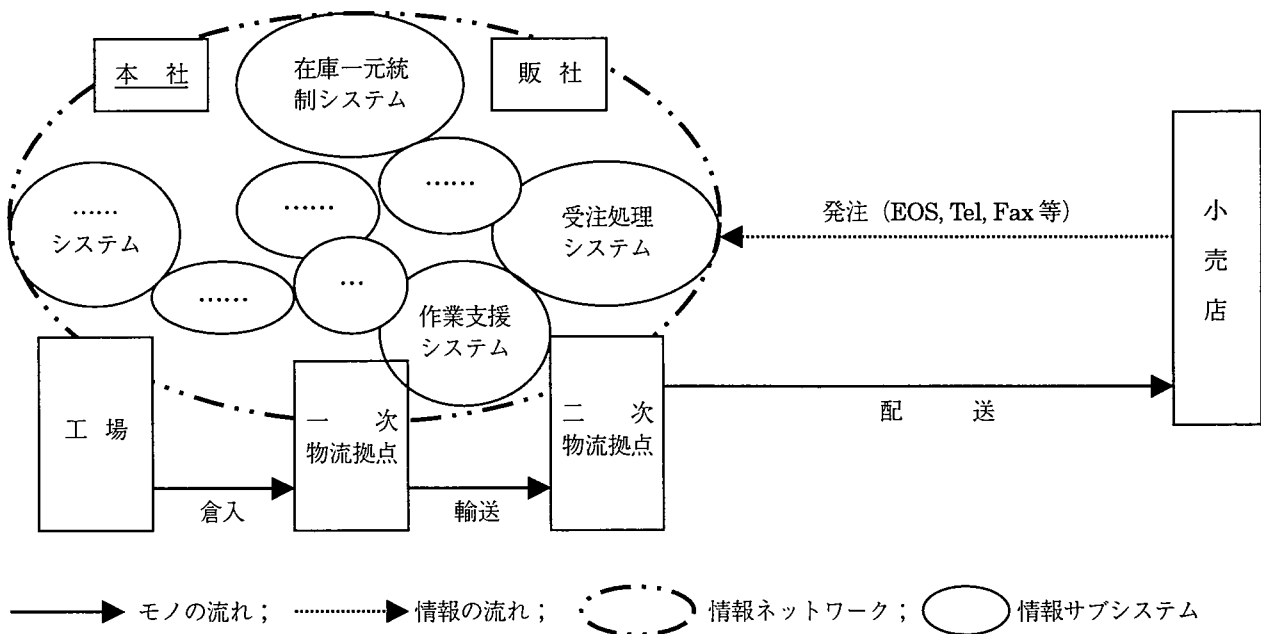 本 社
在庫一元統
制システム
販 社
……
システム
……
……
受注処理
システム
発注（EOS, Tel, Fax 等）
小売店
……
…
作業支援
システム
工 場
一 次
物流拠点
二 次
物流拠点
配 送
倉入
輸送
モノの流れ；
情報の流れ；
情報ネットワーク；
情報サブシステム